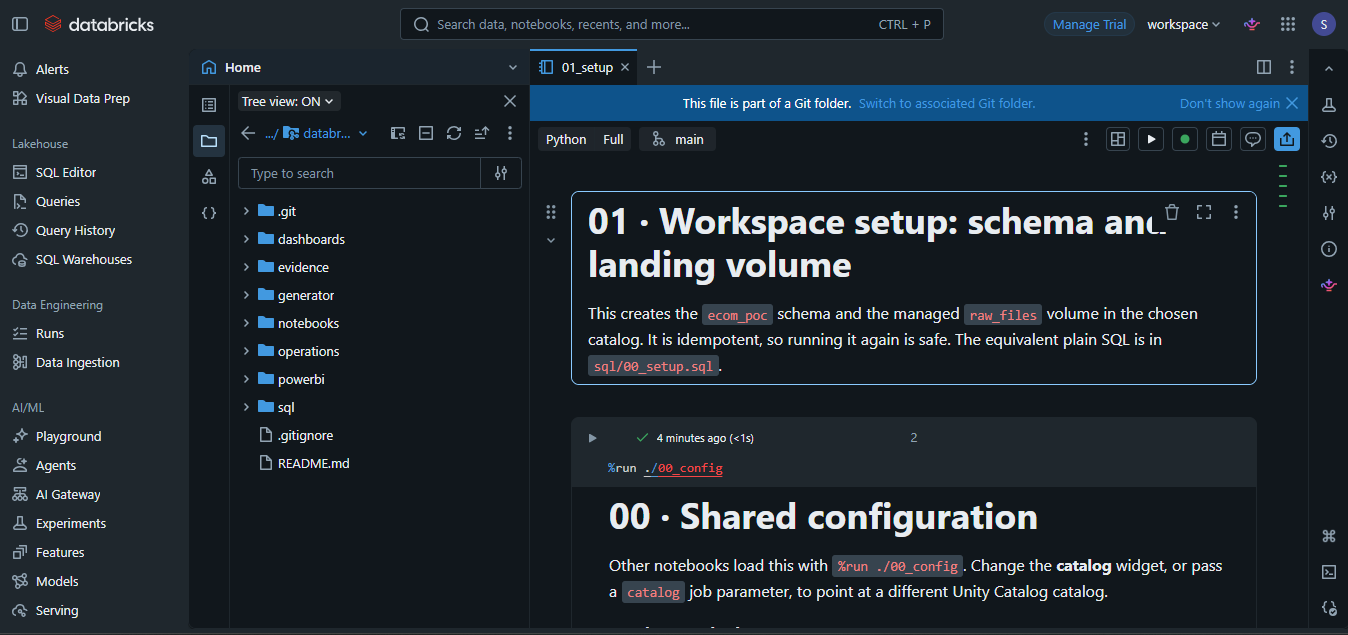 databricks
Search data, notebooks, recents, and more...
CTRL + P
Manage Trial
workspace
S
Alerts
Visual Data Prep
Lakehouse
SQL Editor
Queries
Query History
SQL Warehouses
Data Engineering
Runs
Data Ingestion
AI/ML
Playground
Agents
AI Gateway
Experiments
Features
Models
Serving
Home
Tree view: ON
.../ databr...
Type to search
.git
dashboards
evidence
generator
notebooks
operations
powerbi
sql
.gitignore
README.md
01_setup
This file is part of a Git folder. Switch to associated Git folder.
Don't show again
Python Full main
01 · Workspace setup: schema and
landing volume
This creates the ecom_poc schema and the managed raw_files volume in the chosen
catalog. It is idempotent, so running it again is safe. The equivalent plain SQL is in
sql/00_setup.sql.
4 minutes ago (<1s)
2
%run ./00_config
00 · Shared configuration
Other notebooks load this with %run ./00_config. Change the catalog widget, or pass
a catalog job parameter, to point at a different Unity Catalog catalog.